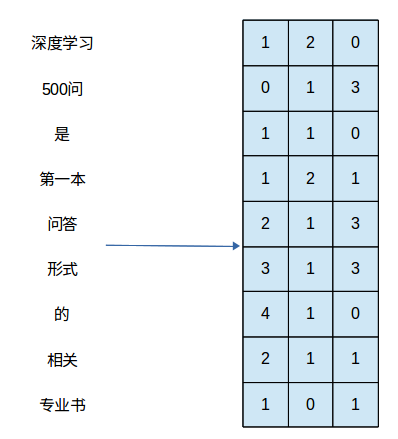 深度学习 1 2 0
500问 0 1 3
是 1 1 0
第一本 1 2 1
问答 2 1 3
形式 3 1 3
的 4 1 0
相关 2 1 1
专业书 1 0 1